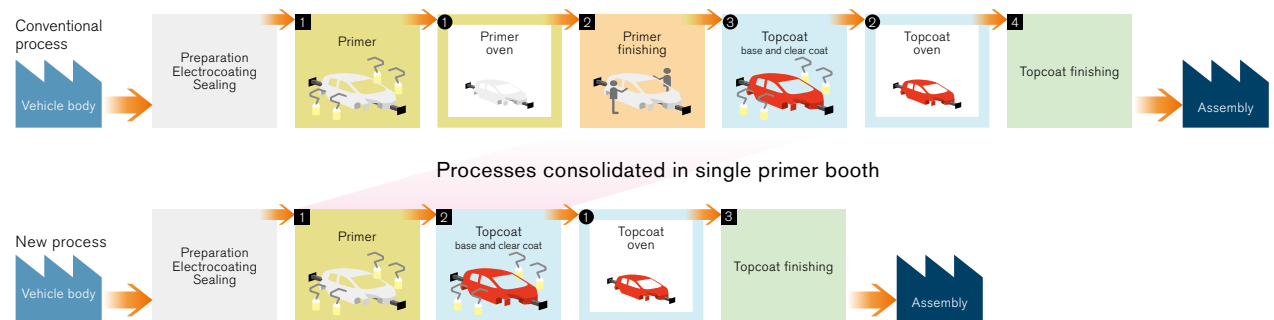 Conventional
process
Vehicle body
Preparation
Electrocoating
Sealing
1
Primer
1
Primer
oven
2
Primer
finishing
3
Topcoat
base and clear coat
2
Topcoat
oven
4
Topcoat finishing
Assembly
Processes consolidated in single primer booth
New process
Vehicle body
Preparation
Electrocoating
Sealing
1
Primer
2
Topcoat
base and clear coat
1
Topcoat
oven
3
Topcoat finishing
Assembly